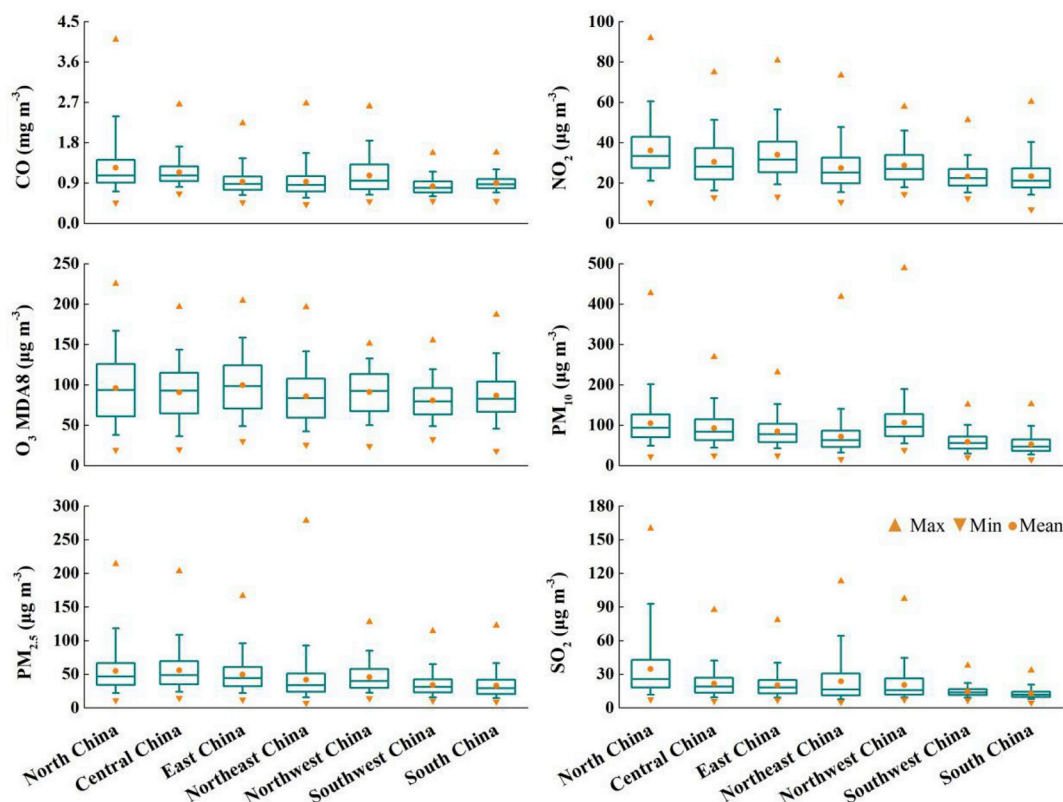 CO (mg m⁻³)
4.5
3.6
2.7
1.8
0.9
0.0
NO₂ (μg m⁻³)
100
80
60
40
20
0
O₃ MDA8 (μg m⁻³)
250
200
150
100
50
0
PM₁₀ (μg m⁻³)
500
400
300
200
100
0
PM₂.₅ (μg m⁻³)
300
250
200
150
100
50
0
North China
Central China
East China
Northeast China
Northwest China
Southwest China
South China
SO₂ (μg m⁻³)
180
150
120
90
60
30
0
Max Min Mean
North China
Central China
East China
Northeast China
Northwest China
Southwest China
South China